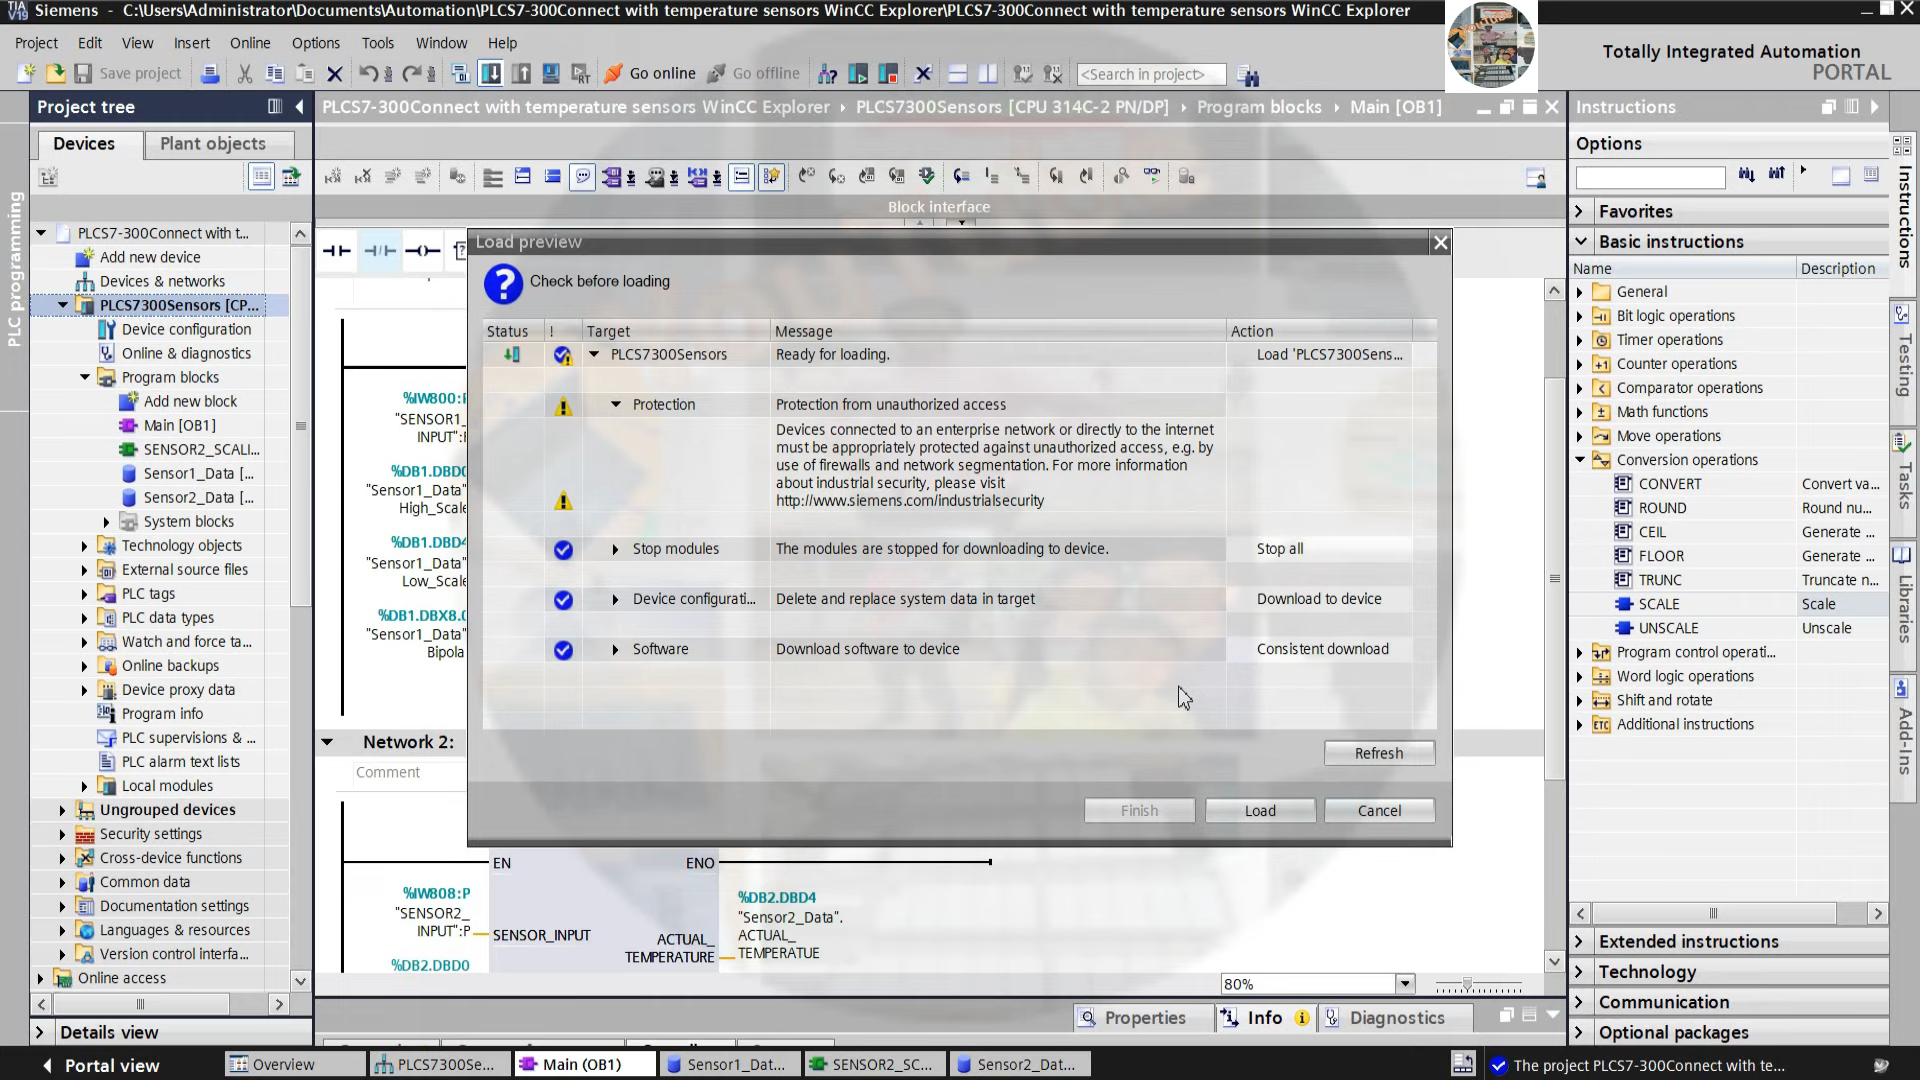 Siemens - C:\Users\Administrator\Documents\Automation\PLCS7-300Connect with temperature sensors WinCC Explorer\PLCS7-300Connect with temperature sensors WinCC Explorer
TIA
V19
Project Edit View Insert Online Options Tools Window Help
Save project
Go online
Go offline
<Search in project>
YouTube
Totally Integrated Automation
PORTAL
Project tree
PLCS7-300Connect with temperature sensors WinCC Explorer › PLCS7300Sensors [CPU 314C-2 PN/DP] › Program blocks › Main [OB1]
Instructions
Devices
Plant objects
Options
Block interface
PLC programming
PLCS7-300Connect with t...
Add new device
Devices & networks
PLCS7300Sensors [CP...
Device configuration
Online & diagnostics
Program blocks
Add new block
Main [OB1]
SENSOR2_SCALI...
Sensor1_Data [...
Sensor2_Data [...
System blocks
Technology objects
External source files
PLC tags
PLC data types
Watch and force ta...
Online backups
Device proxy data
Program info
PLC supervisions & ...
PLC alarm text lists
Local modules
Ungrouped devices
Security settings
Cross-device functions
Common data
Documentation settings
Languages & resources
Version control interfa...
Online access
Details view
%IW800:
"SENSOR1_
INPUT":
%DB1.DBD0
"Sensor1_Data"
High_Scale
%DB1.DBD4
"Sensor1_Data"
Low_Scale
%DB1.DBX8.0
"Sensor1_Data"
Bipola
Network 2:
Comment
Load preview
Check before loading
Status ! Target Message Action
PLCS7300Sensors Ready for loading. Load 'PLCS7300Sens...
Protection Protection from unauthorized access
Devices connected to an enterprise network or directly to the internet
must be appropriately protected against unauthorized access, e.g. by
use of firewalls and network segmentation. For more information
about industrial security, please visit
http://www.siemens.com/industrialsecurity
Stop modules The modules are stopped for downloading to device. Stop all
Device configurati... Delete and replace system data in target Download to device
Software Download software to device Consistent download
Refresh
Finish Load Cancel
EN ENO
%IW808:P
"SENSOR2_
INPUT":P
SENSOR_INPUT
%DB2.DBD0
ACTUAL_
TEMPERATURE
%DB2.DBD4
"Sensor2_Data".
ACTUAL_
TEMPERATUE
80%
Properties Info Diagnostics
Favorites
Basic instructions
Name Description
General
Bit logic operations
Timer operations
Counter operations
Comparator operations
Math functions
Move operations
Conversion operations
CONVERT Convert va...
ROUND Round nu...
CEIL Generate ...
FLOOR Generate ...
TRUNC Truncate n...
SCALE Scale
UNSCALE Unscale
Program control operati...
Word logic operations
Shift and rotate
Additional instructions
Extended instructions
Technology
Communication
Optional packages
Instructions
Testing
Tasks
Libraries
Add-Ins
Portal view
Overview
PLCS7300Se...
Main (OB1)
Sensor1_Dat...
SENSOR2_SC...
Sensor2_Dat...
The project PLCS7-300Connect with te...